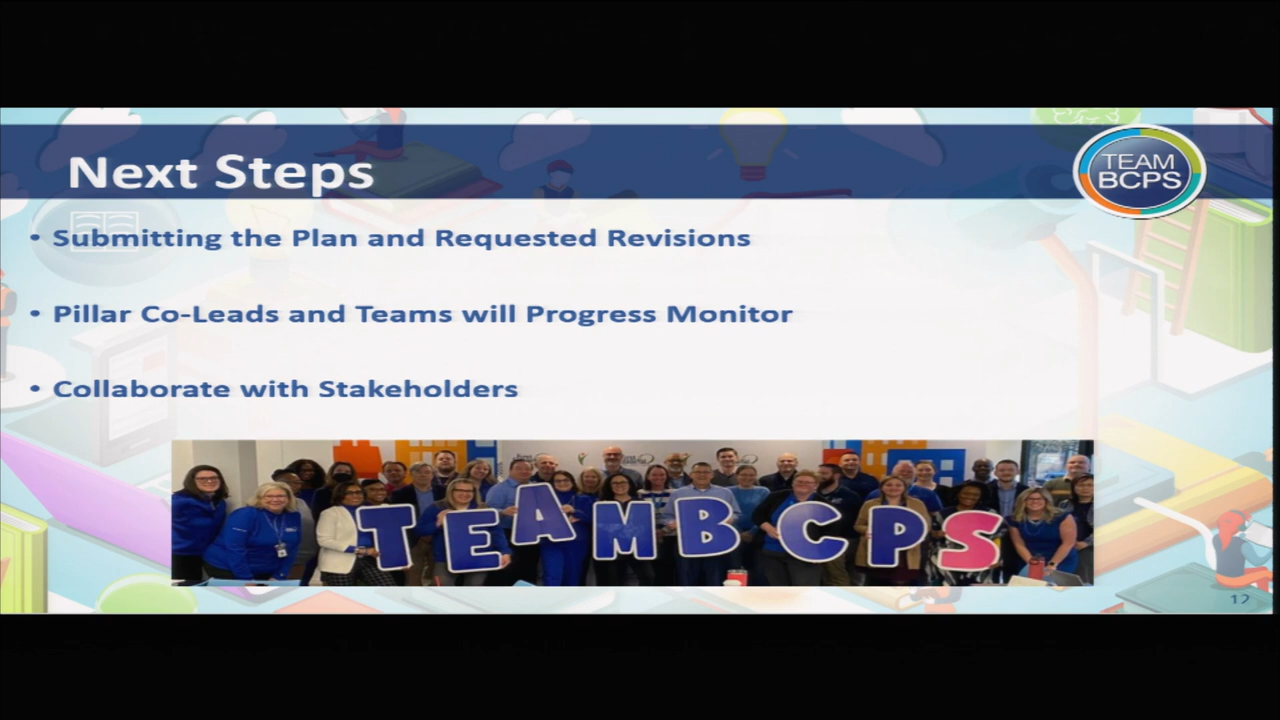 Next Steps
TEAM
BCPS
• Submitting the Plan and Requested Revisions
• Pillar Co-Leads and Teams will Progress Monitor
• Collaborate with Stakeholders
TEAMBCPS
12